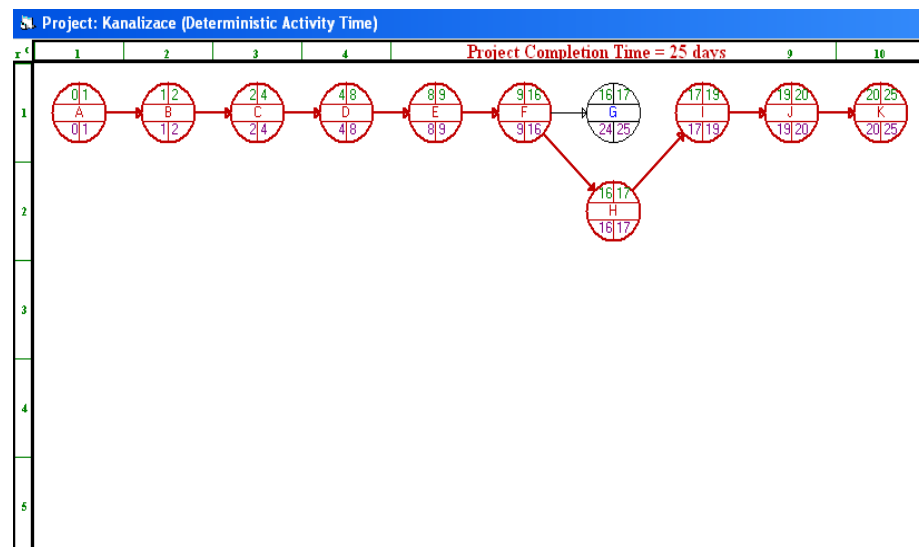 Project: Kanalizace (Deterministic Activity Time)
r c 1 2 3 4 Project Completion Time = 25 days 9 10
1
0 1 1 2 2 4 4 8 8 9 9 16 16 17 17 19 19 20 20 25
A B C D E F G I J K
0 1 1 2 2 4 4 8 8 9 9 16 24 25 17 19 19 20 20 25
2
16 17
H
16 17
3
4
5